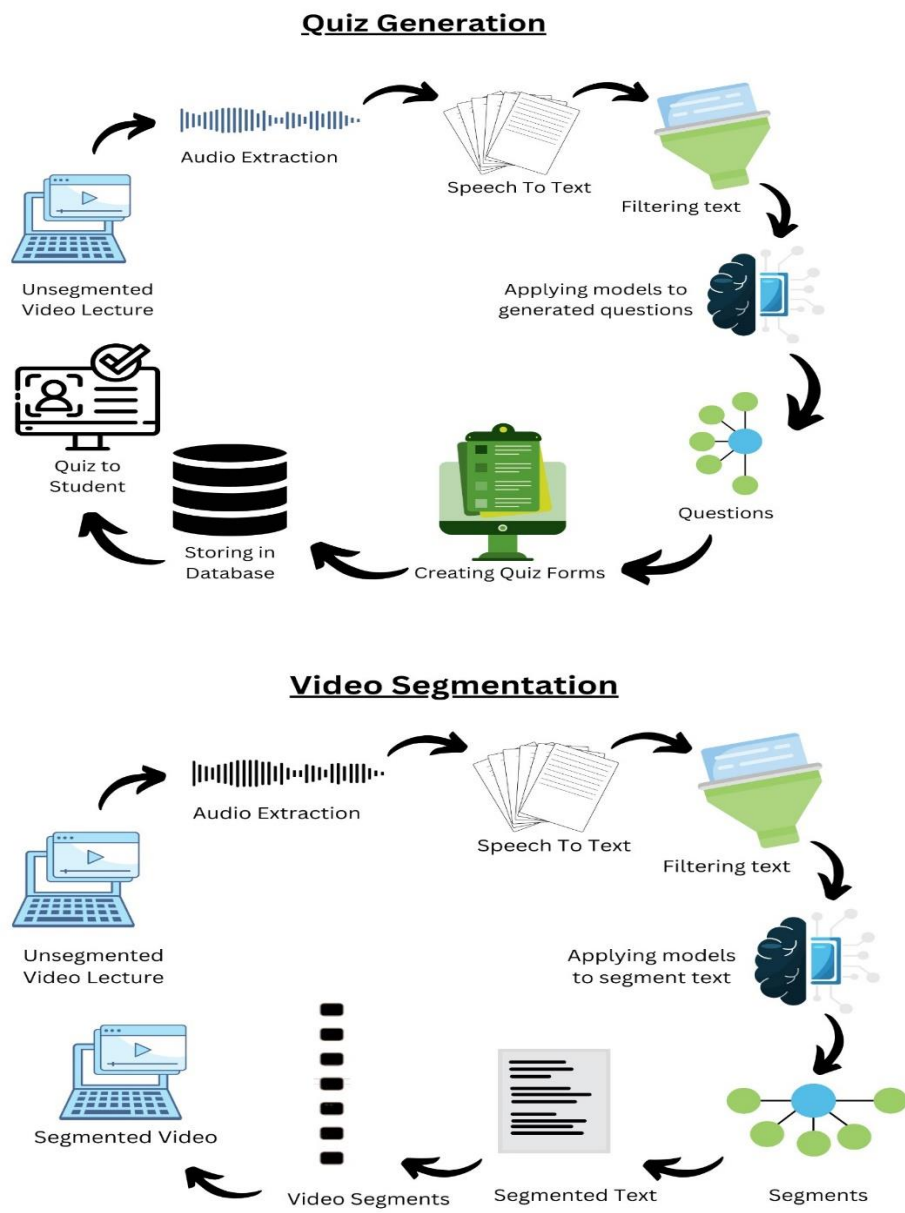 Quiz Generation
Audio Extraction
Speech To Text
Filtering text
Unsegmented
Video Lecture
Applying models to
generated questions
Quiz to
Student
Storing in
Database
Creating Quiz Forms
Questions
Video Segmentation
Audio Extraction
Speech To Text
Filtering text
Unsegmented
Video Lecture
Applying models
to segment text
Segmented Video
Video Segments
Segmented Text
Segments